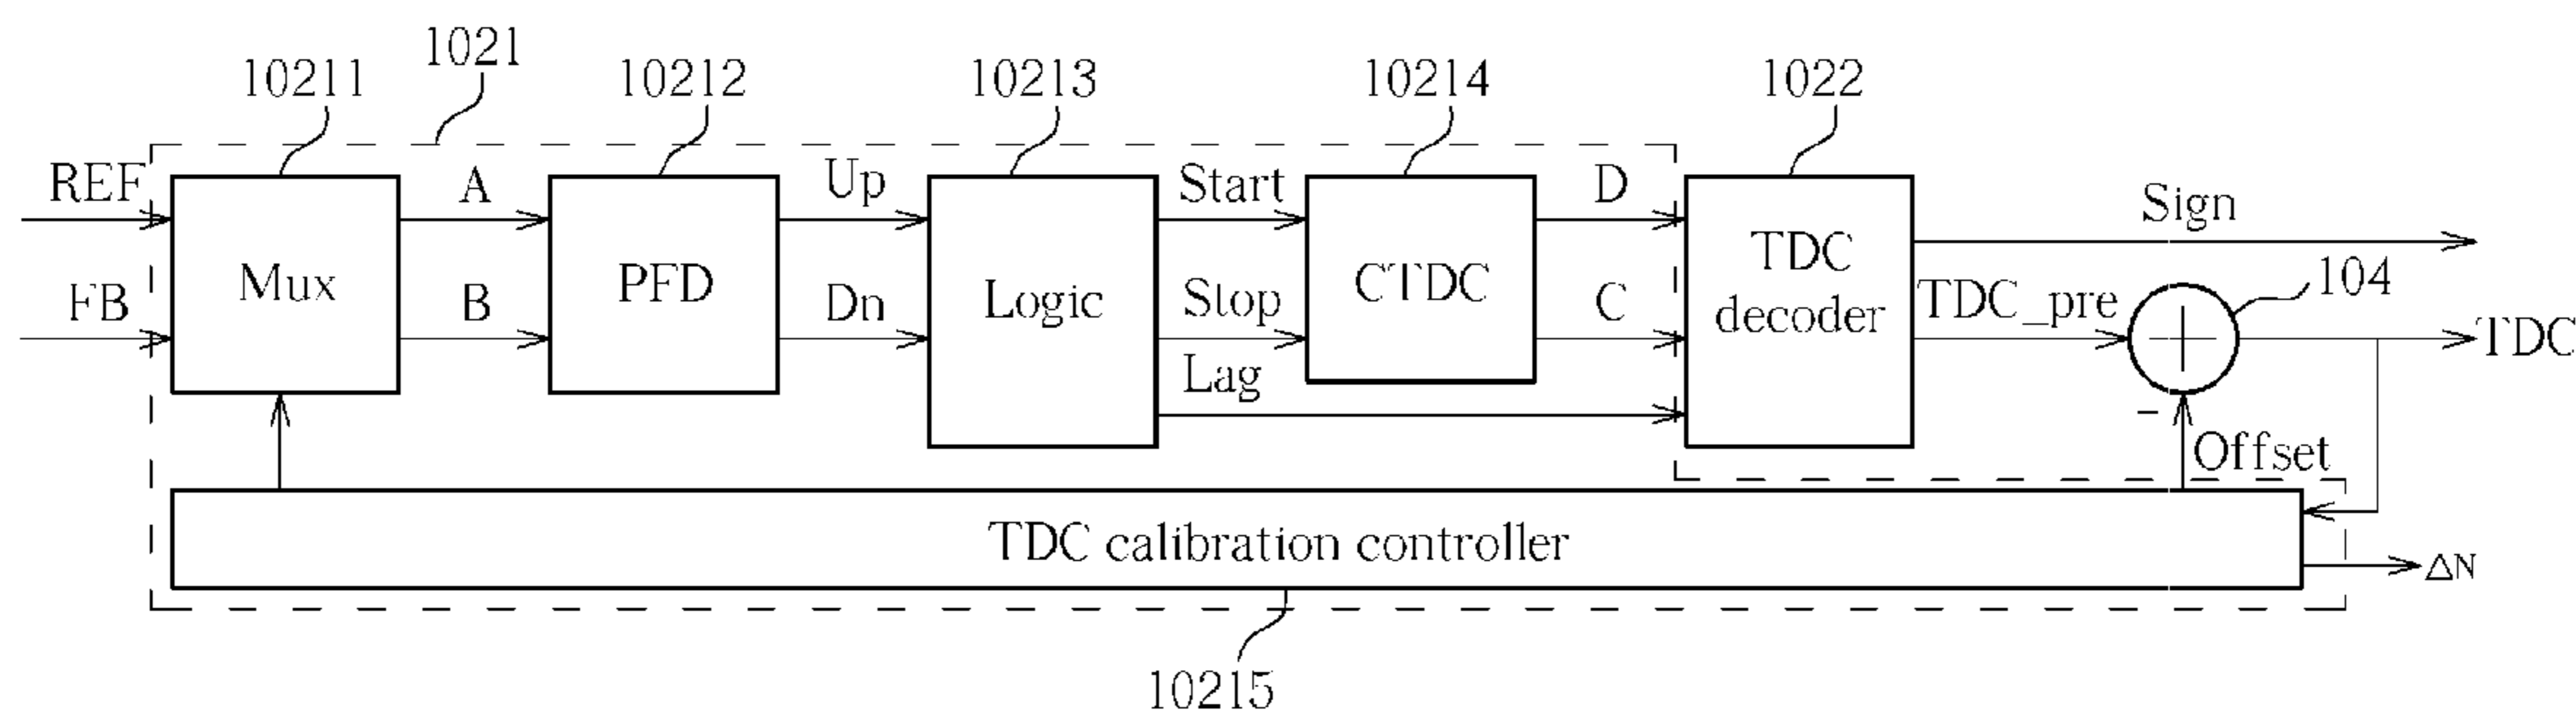 1021
10211
10212
10213
10214
1022
REF
A
Up
Start
D
Sign
Mux
PFD
Logic
CTDC
TDC
decoder
FB
B
Dn
Stop
C
TDC_pre
104
TDC
Lag
-
Offset
TDC calibration controller
ΔN
10215